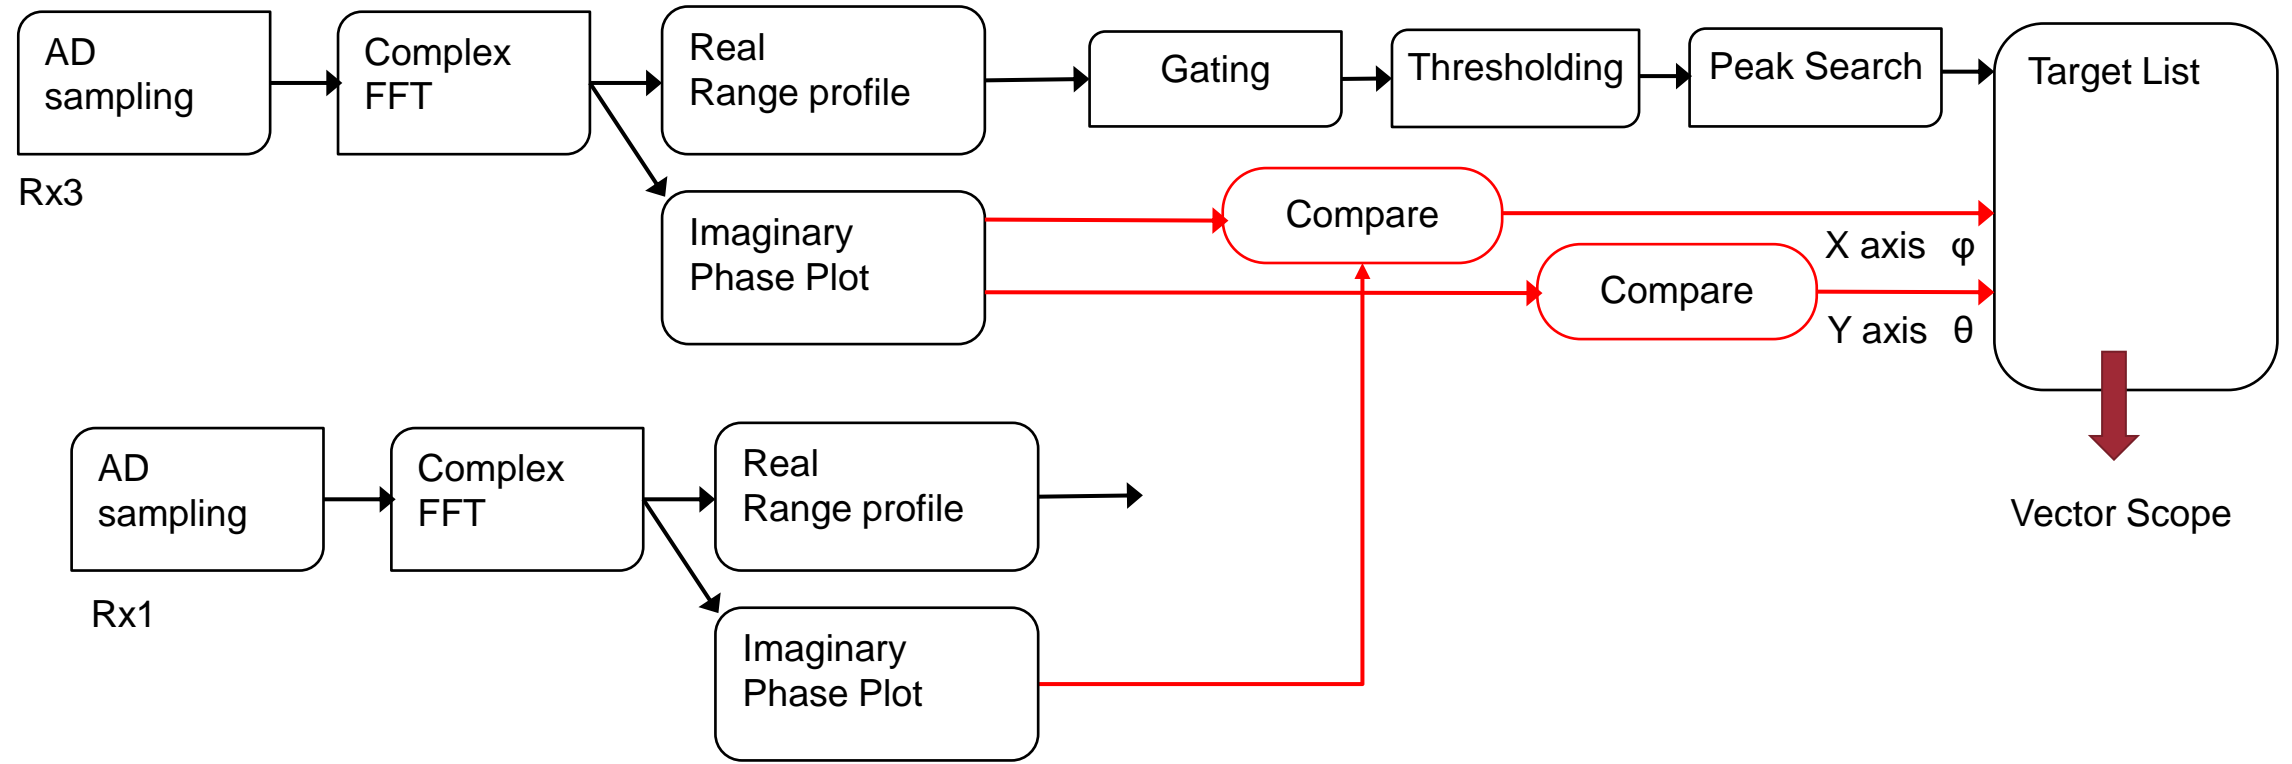 AD
sampling
Complex
FFT
Real
Range profile
Gating
Thresholding
Peak Search
Target List
Rx3
Imaginary
Phase Plot
Compare
X axis φ
Compare
Y axis θ
AD
sampling
Complex
FFT
Real
Range profile
Vector Scope
Rx1
Imaginary
Phase Plot